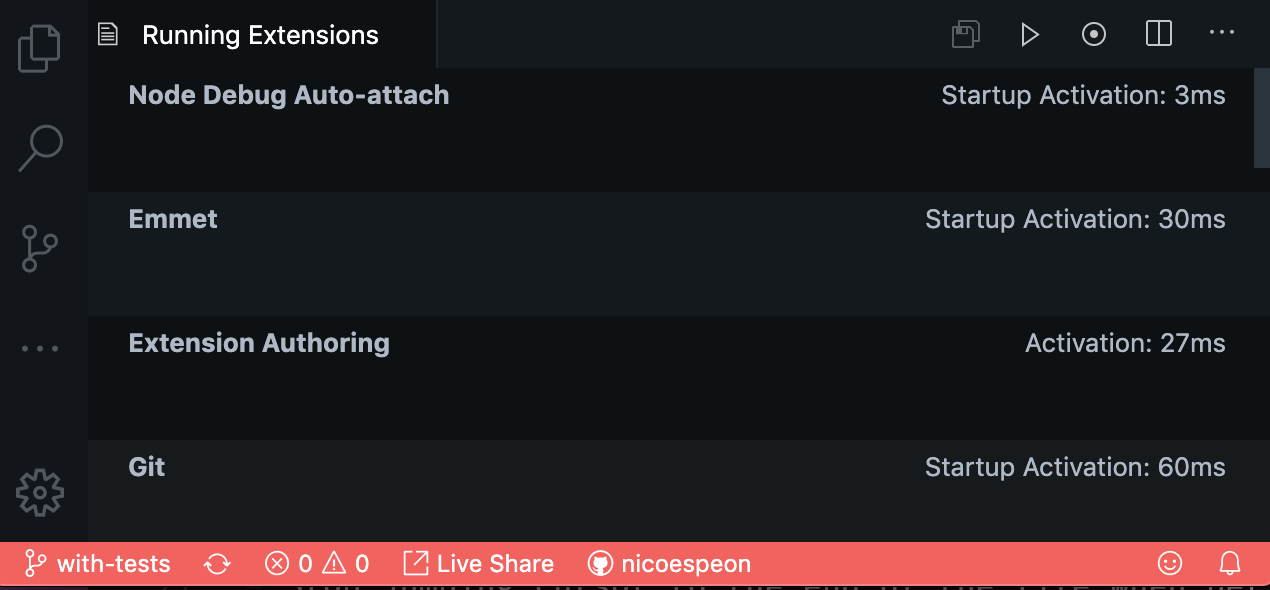 Running Extensions
Node Debug Auto-attach Startup Activation: 3ms
Emmet Startup Activation: 30ms
Extension Authoring Activation: 27ms
Git Startup Activation: 60ms
with-tests 0 0 Live Share nicoespeon